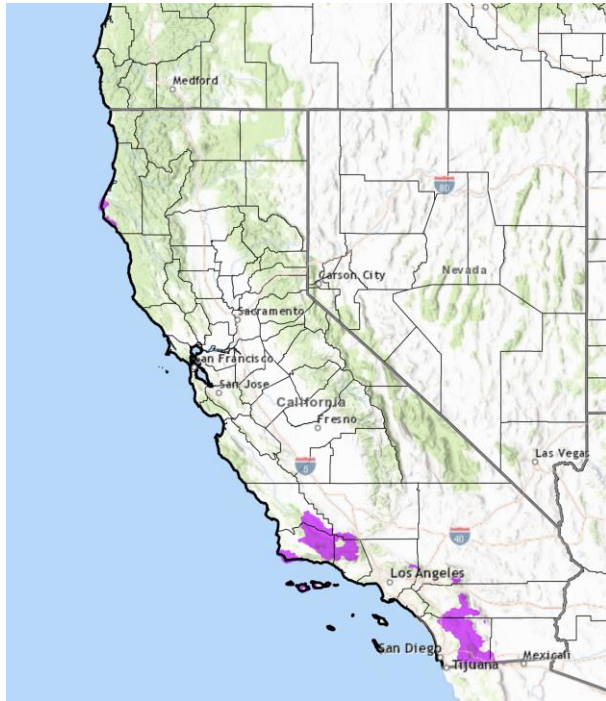 Medford
80
Carson City
Nevada
Sacramento
San Francisco
San Jose
California
Fresno
Las Vegas
5
40
Los Angeles
San Diego
Tijuana
Mexicali